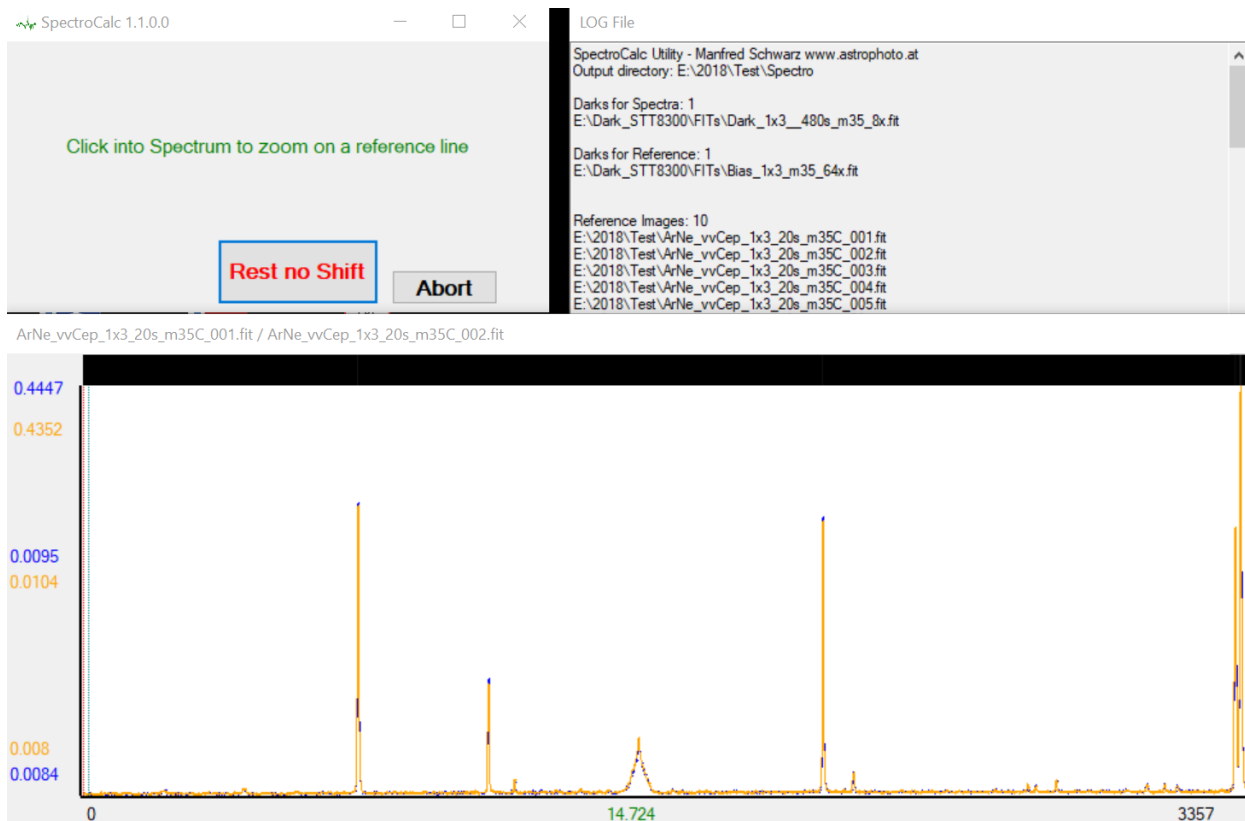 SpectroCalc 1.1.0.0
Click into Spectrum to zoom on a reference line
Rest no Shift
Abort
LOG File
SpectroCalc Utility - Manfred Schwarz www.astrophoto.at
Output directory: E:\2018\Test\Spectro
Darks for Spectra: 1
E:\Dark_STT8300\FITs\Dark_1x3__480s_m35_8x.fit
Darks for Reference: 1
E:\Dark_STT8300\FITs\Bias_1x3_m35_64x.fit
Reference Images: 10
E:\2018\Test\ArNe_vvCep_1x3_20s_m35C_001.fit
E:\2018\Test\ArNe_vvCep_1x3_20s_m35C_002.fit
E:\2018\Test\ArNe_vvCep_1x3_20s_m35C_003.fit
E:\2018\Test\ArNe_vvCep_1x3_20s_m35C_004.fit
E:\2018\Test\ArNe_vvCep_1x3_20s_m35C_005.fit
ArNe_vvCep_1x3_20s_m35C_001.fit / ArNe_vvCep_1x3_20s_m35C_002.fit
0.4447
0.4352
0.0095
0.0104
0.008
0.0084
0
14.724
3357